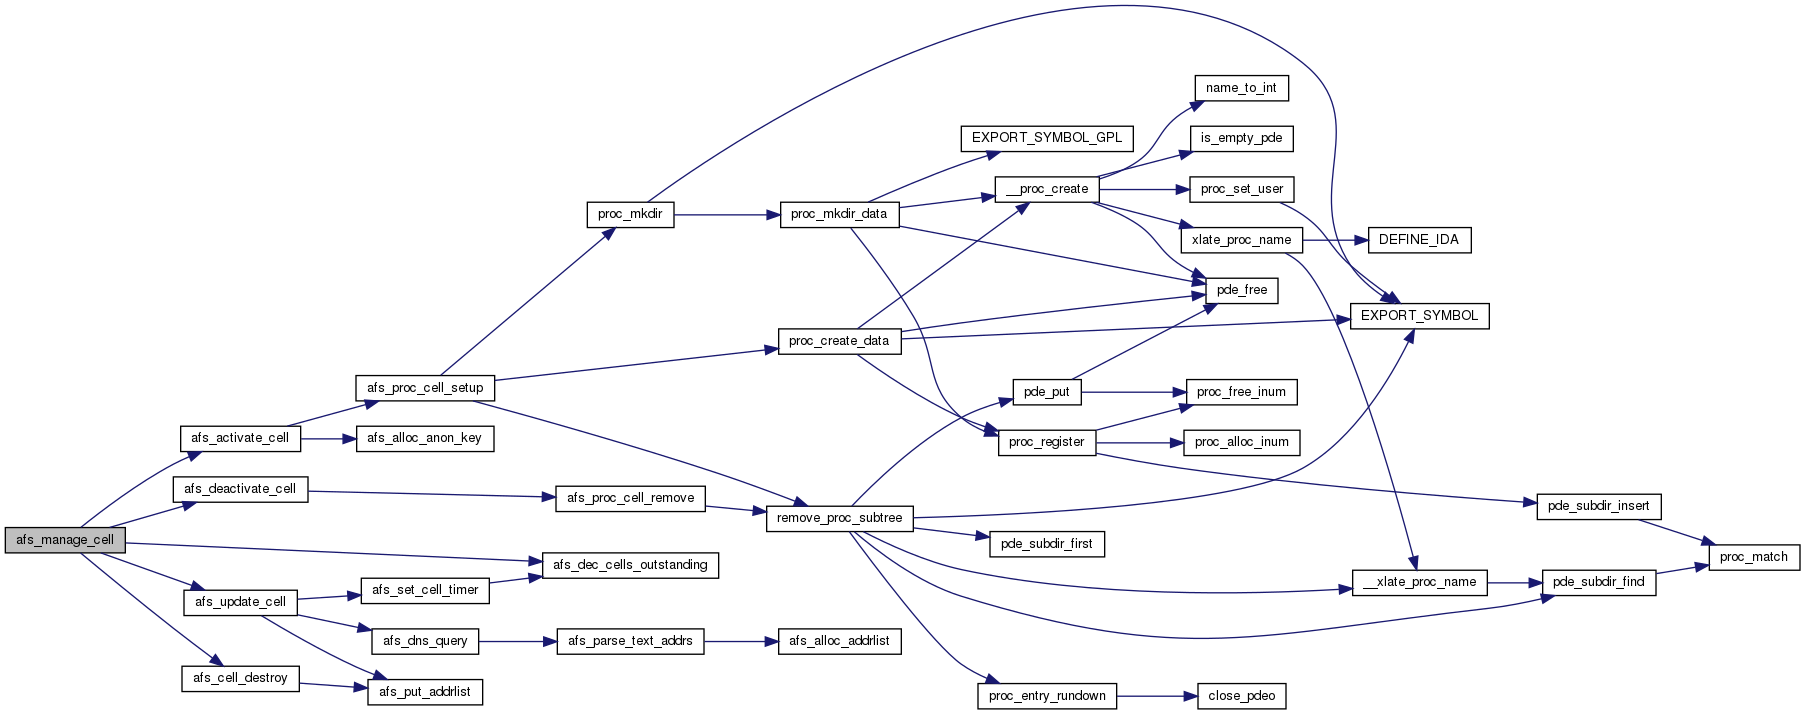 name_to_int
EXPORT_SYMBOL_GPL
is_empty_pde
__proc_create
proc_set_user
proc_mkdir
proc_mkdir_data
xlate_proc_name
DEFINE_IDA
pde_free
EXPORT_SYMBOL
proc_create_data
afs_proc_cell_setup
pde_put
proc_free_inum
afs_activate_cell
afs_alloc_anon_key
proc_register
proc_alloc_inum
afs_deactivate_cell
afs_proc_cell_remove
pde_subdir_insert
remove_proc_subtree
afs_manage_cell
pde_subdir_first
proc_match
afs_dec_cells_outstanding
afs_set_cell_timer
__xlate_proc_name
pde_subdir_find
afs_update_cell
afs_dns_query
afs_parse_text_addrs
afs_alloc_addrlist
afs_cell_destroy
afs_put_addrlist
proc_entry_rundown
close_pdeo